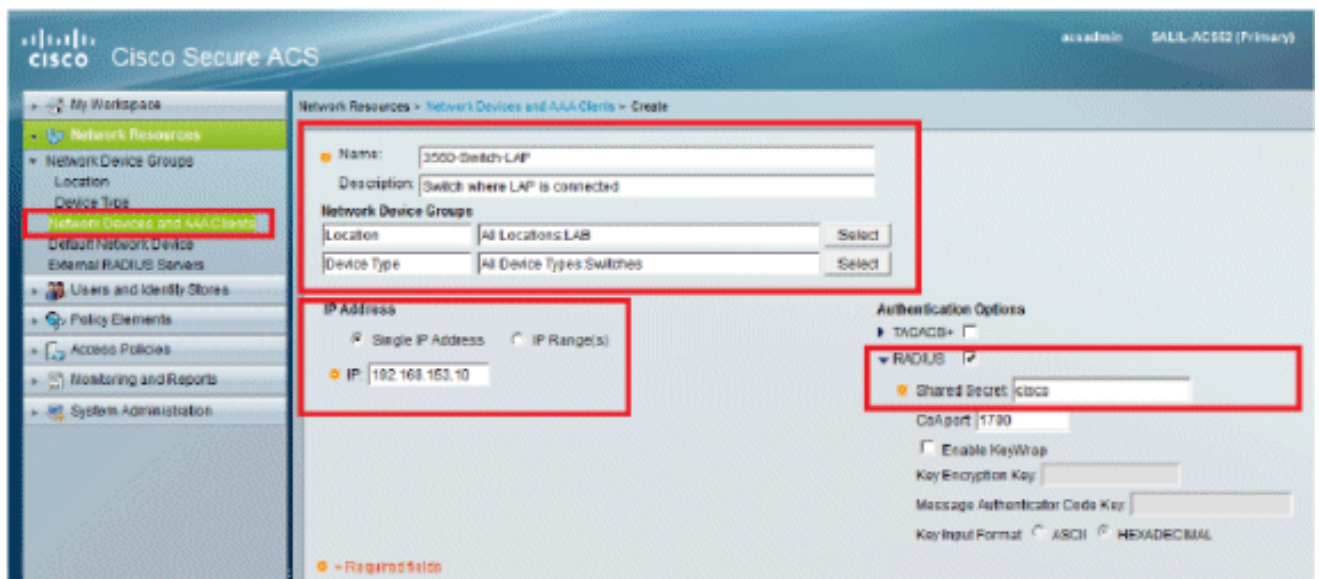 CISCO Cisco Secure ACS
acsadmin SALIL-ACS52 (Primary)
My Workspace
Network Resources
Network Device Groups
Location
Device Type
Network Devices and AAA Clients
Default Network Device
External RADIUS Servers
Users and Identity Stores
Policy Elements
Access Policies
Monitoring and Reports
System Administration
Network Resources > Network Devices and AAA Clients > Create
Name: 3560-Switch-LAP
Description: Switch where LAP is connected
Network Device Groups
Location All Locations:LAB Select
Device Type All Device Types:Switches Select
IP Address
Single IP Address IP Range(s)
IP: 192.168.153.10
Authentication Options
TACACS+
RADIUS
Shared Secret: cisco
CoA port: 1700
Enable KeyWrap
Key Encryption Key:
Message Authenticator Code Key:
Key Input Format ASCII HEXADECIMAL
= Required fields